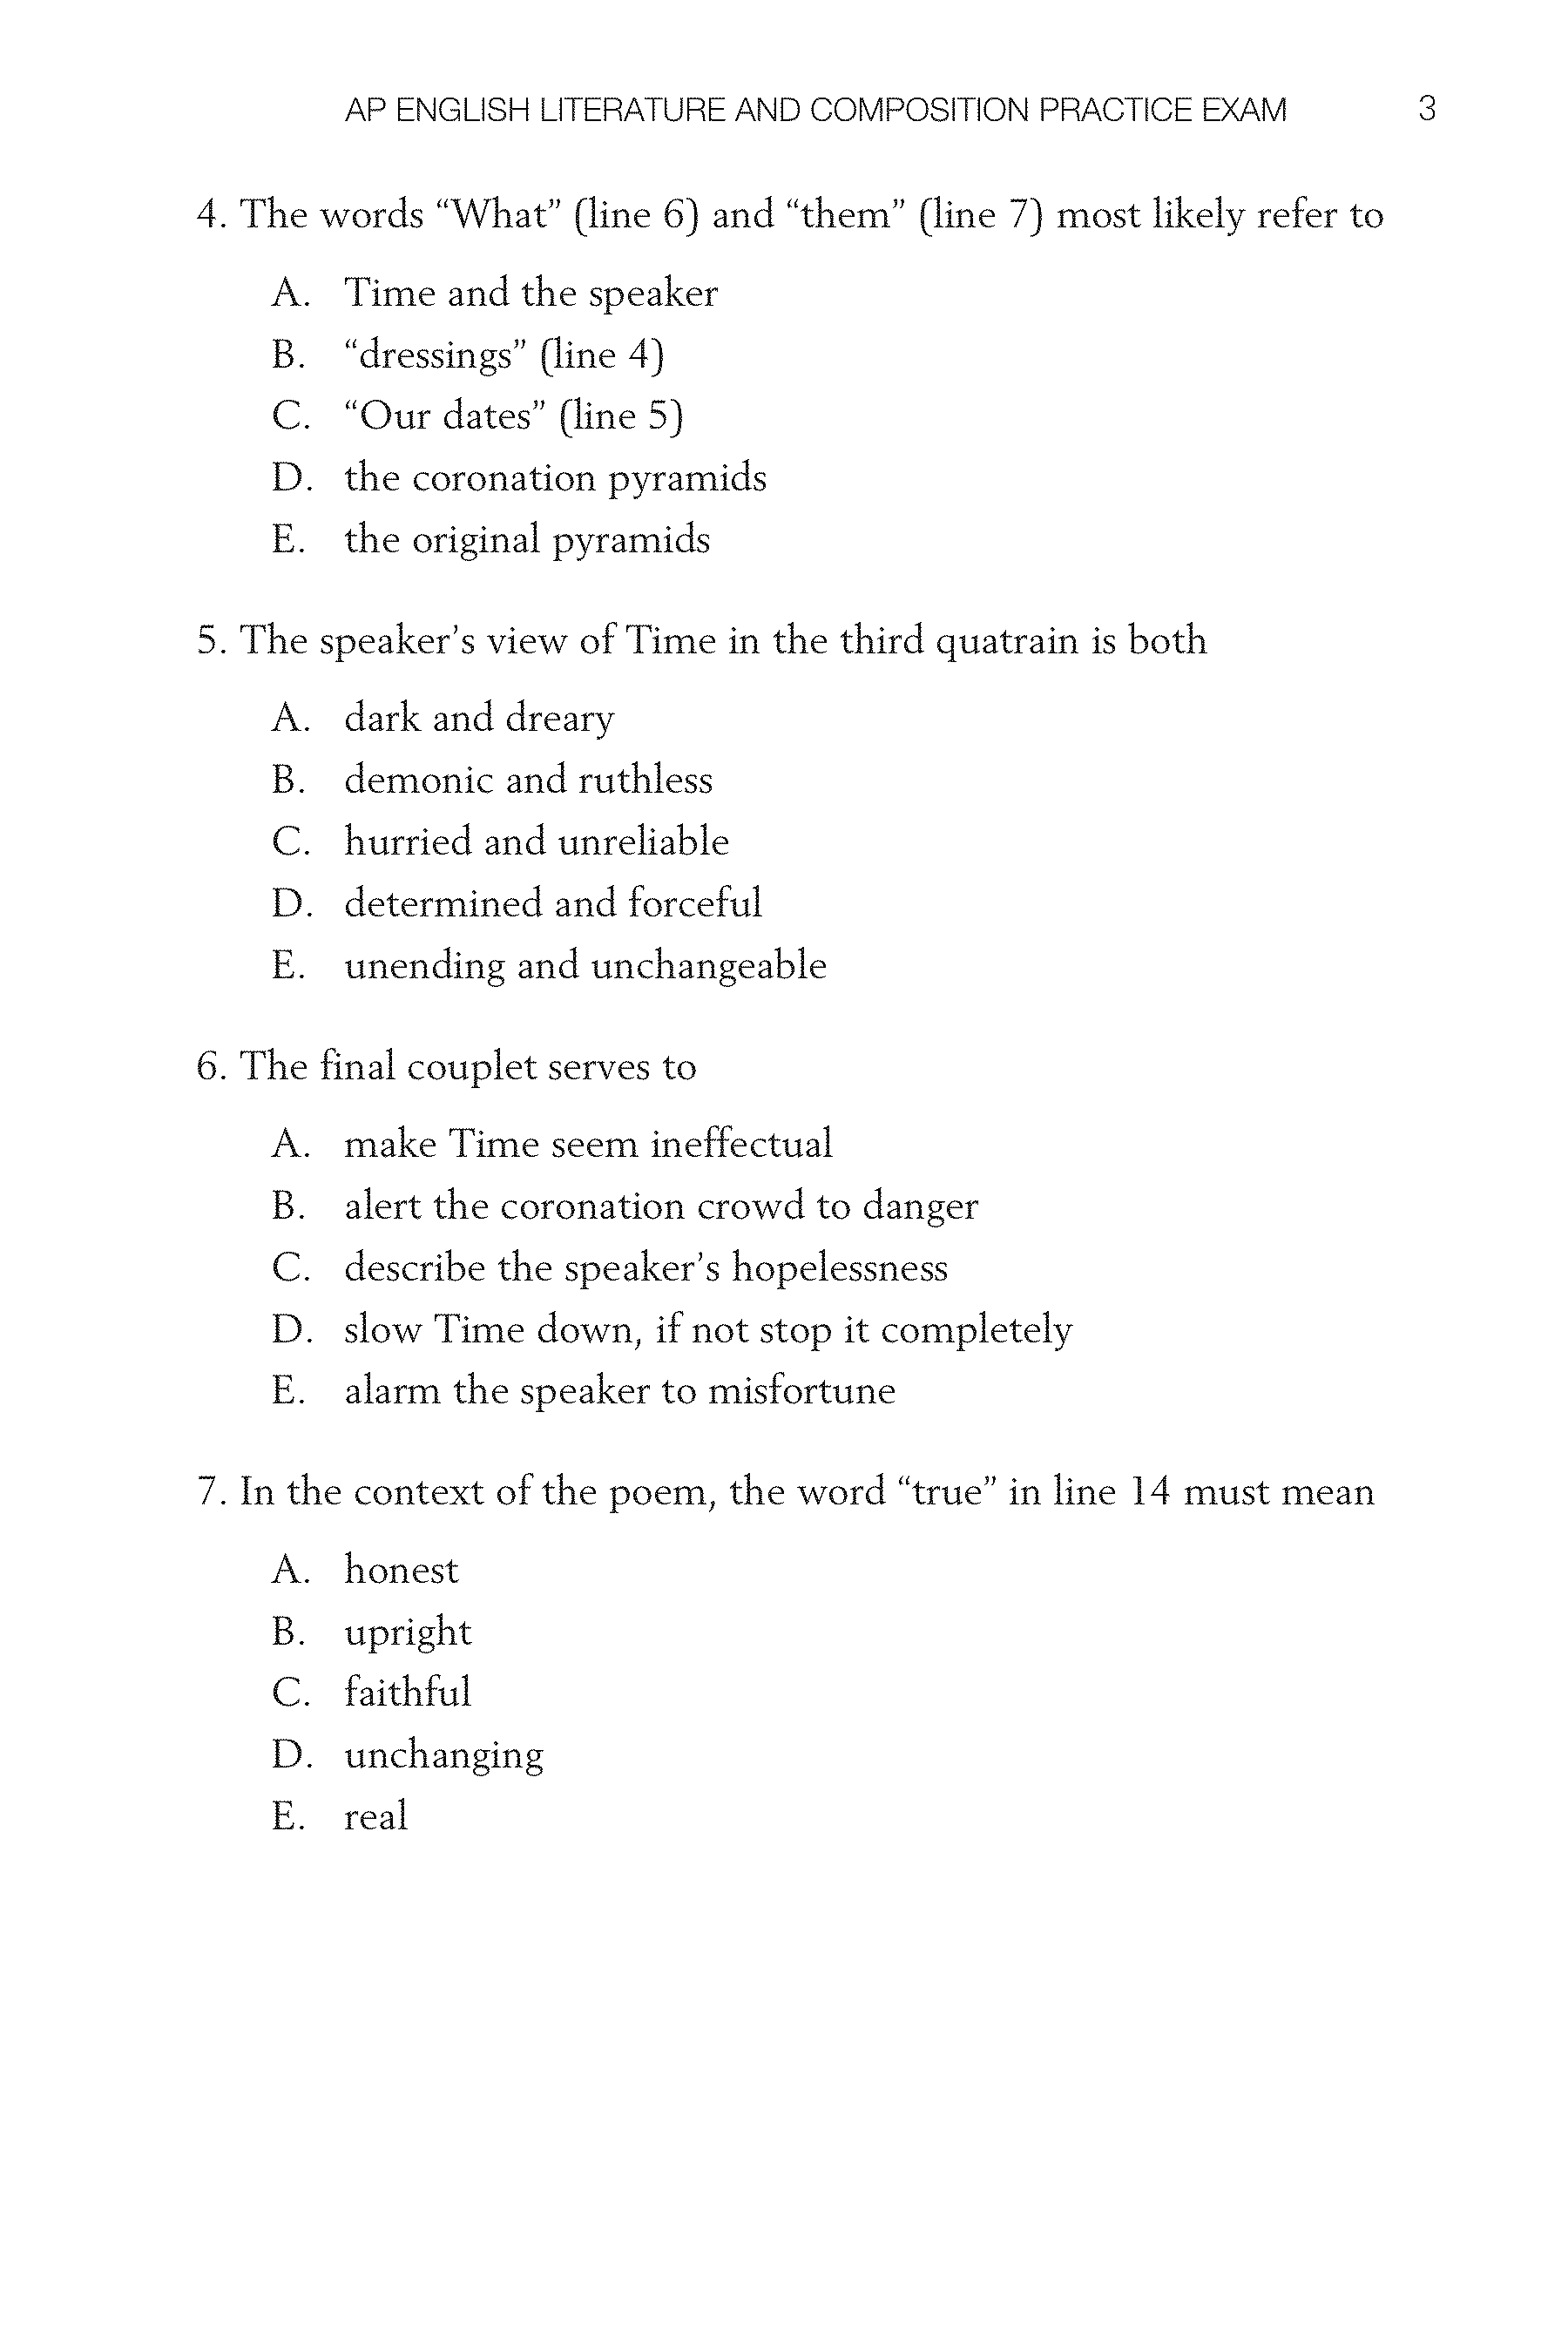 AP ENGLISH LITERATURE AND COMPOSITION PRACTICE EXAM 3
4. The words “What” (line 6) and “them” (line 7) most likely refer to
A. Time and the speaker
B. “dressings” (line 4)
C. “Our dates” (line 5)
D. the coronation pyramids
E. the original pyramids
5. The speaker’s view of Time in the third quatrain is both
A. dark and dreary
B. demonic and ruthless
C. hurried and unreliable
D. determined and forceful
E. unending and unchangeable
6. The final couplet serves to
A. make Time seem ineffectual
B. alert the coronation crowd to danger
C. describe the speaker’s hopelessness
D. slow Time down, if not stop it completely
E. alarm the speaker to misfortune
7. In the context of the poem, the word “true” in line 14 must mean
A. honest
B. upright
C. faithful
D. unchanging
E. real